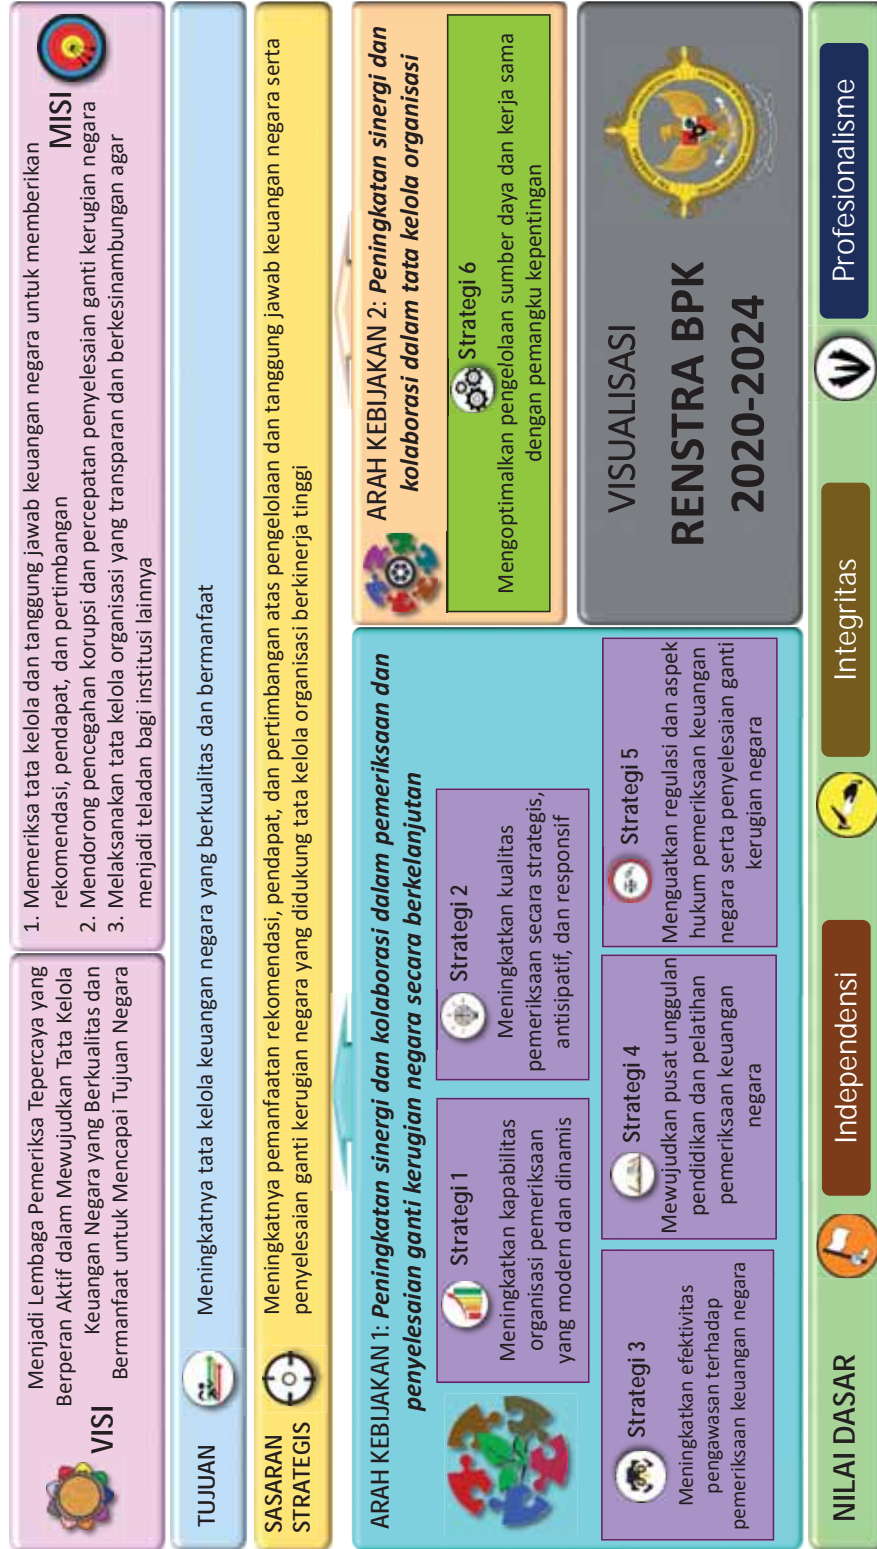 VISI
Menjadi Lembaga Pemeriksa Tepercaya yang
Berperan Aktif dalam Mewujudkan Tata Kelola
Keuangan Negara yang Berkualitas dan
Bermanfaat untuk Mencapai Tujuan Negara
MISI
1. Memeriksa tata kelola dan tanggung jawab keuangan negara untuk memberikan
rekomendasi, pendapat, dan pertimbangan
2. Mendorong pencegahan korupsi dan percepatan penyelesaian ganti kerugian negara
3. Melaksanakan tata kelola organisasi yang transparan dan berkesinambungan agar
menjadi teladan bagi institusi lainnya
TUJUAN
Meningkatnya tata kelola keuangan negara yang berkualitas dan bermanfaat
SASARAN
STRATEGIS
Meningkatnya pemanfaatan rekomendasi, pendapat, dan pertimbangan atas pengelolaan dan tanggung jawab keuangan negara serta
penyelesaian ganti kerugian negara yang didukung tata kelola organisasi berkinerja tinggi
ARAH KEBIJAKAN 1: Peningkatan sinergi dan kolaborasi dalam pemeriksaan dan
penyelesaian ganti kerugian negara secara berkelanjutan
Strategi 1
Meningkatkan kapabilitas
organisasi pemeriksaan
yang modern dan dinamis
Strategi 2
Meningkatkan kualitas
pemeriksaan secara strategis,
antisipatif, dan responsif
Strategi 3
Meningkatkan efektivitas
pengawasan terhadap
pemeriksaan keuangan negara
Strategi 4
Mewujudkan pusat unggulan
pendidikan dan pelatihan
pemeriksaan keuangan
negara
Strategi 5
Menguatkan regulasi dan aspek
hukum pemeriksaan keuangan
negara serta penyelesaian ganti
kerugian negara
ARAH KEBIJAKAN 2: Peningkatan sinergi dan
kolaborasi dalam tata kelola organisasi
Strategi 6
Mengoptimalkan pengelolaan sumber daya dan kerja sama
dengan pemangku kepentingan
VISUALISASI
RENSTRA BPK
2020-2024
NILAI DASAR
Independensi
Integritas
Profesionalisme